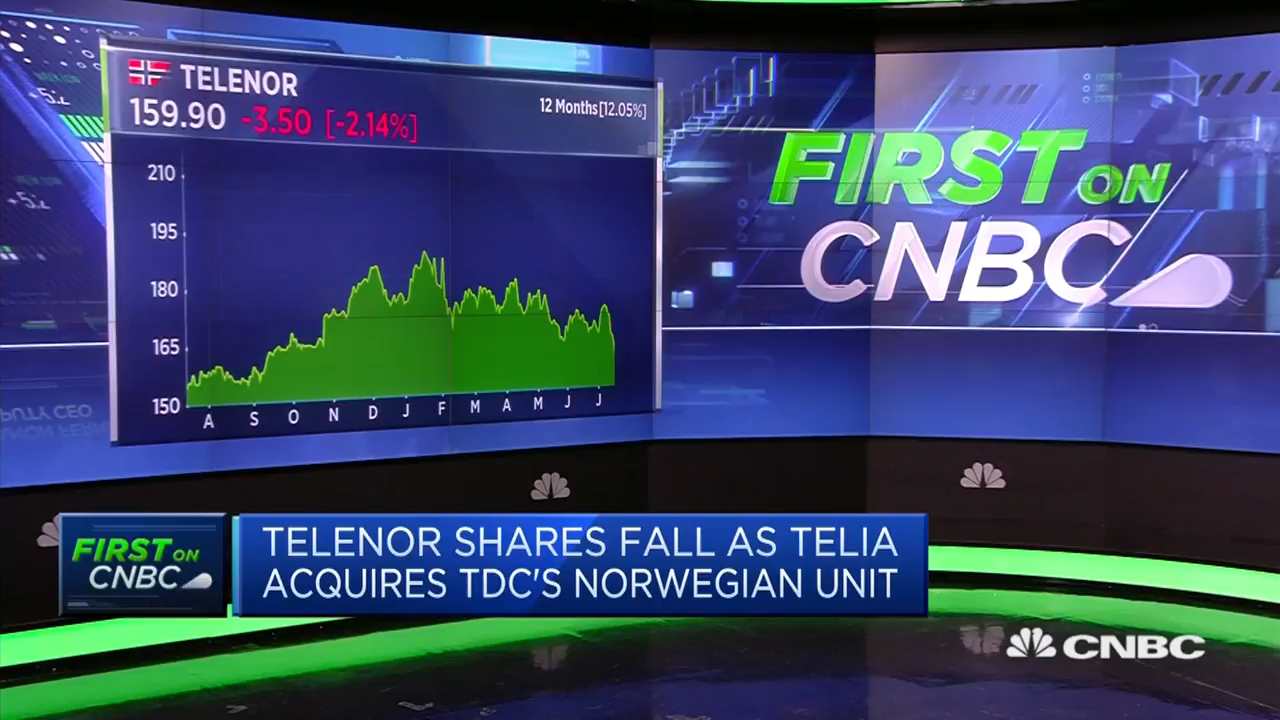 TELENOR
159.90 -3.50 [-2.14%]
12 Months[12.05%]
210
195
180
165
150
A S O N D J F M A M J J
FIRST ON
CNBC
FIRST ON
CNBC
TELENOR SHARES FALL AS TELIA
ACQUIRES TDC'S NORWEGIAN UNIT
CNBC